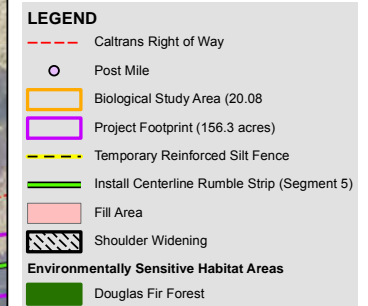 LEGEND
Caltrans Right of Way
Post Mile
Biological Study Area (20.08
Project Footprint (156.3 acres)
Temporary Reinforced Silt Fence
Install Centerline Rumble Strip (Segment 5)
Fill Area
Shoulder Widening
Environmentally Sensitive Habitat Areas
Douglas Fir Forest